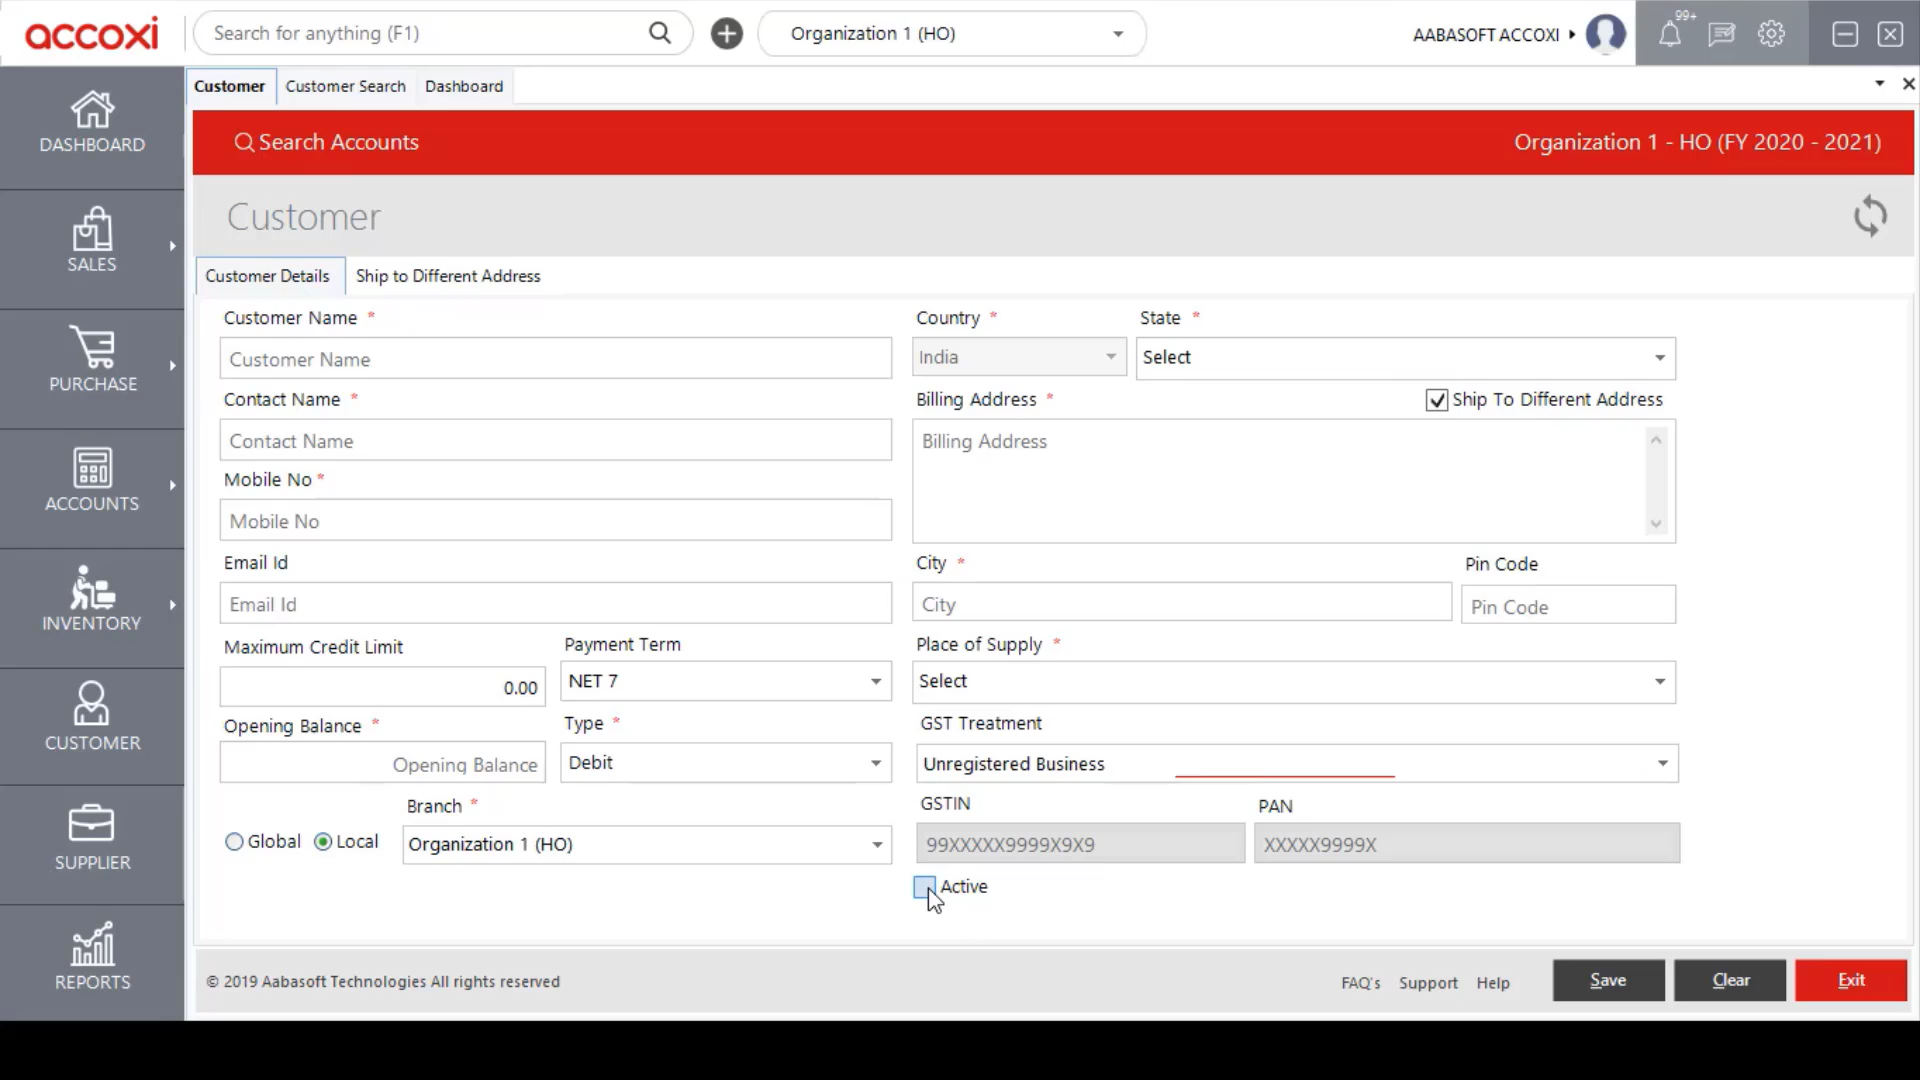 accoxi
Search for anything (F1)
Organization 1 (HO)
AABASOFT ACCOXI
99+
Customer
Customer Search
Dashboard
DASHBOARD
SALES
PURCHASE
ACCOUNTS
INVENTORY
CUSTOMER
SUPPLIER
REPORTS
Search Accounts
Organization 1 - HO (FY 2020 - 2021)
Customer
Customer Details
Ship to Different Address
Customer Name *
Customer Name
Contact Name *
Contact Name
Mobile No *
Mobile No
Email Id
Email Id
Maximum Credit Limit
0.00
Payment Term
NET 7
Opening Balance *
Opening Balance
Type *
Debit
Global
Local
Branch *
Organization 1 (HO)
Country *
India
State *
Select
Billing Address *
Ship To Different Address
Billing Address
City *
City
Pin Code
Pin Code
Place of Supply *
Select
GST Treatment
Unregistered Business
GSTIN
99XXXXX9999X9X9
PAN
XXXXX9999X
Active
© 2019 Aabasoft Technologies All rights reserved
FAQ's
Support
Help
Save
Clear
Exit